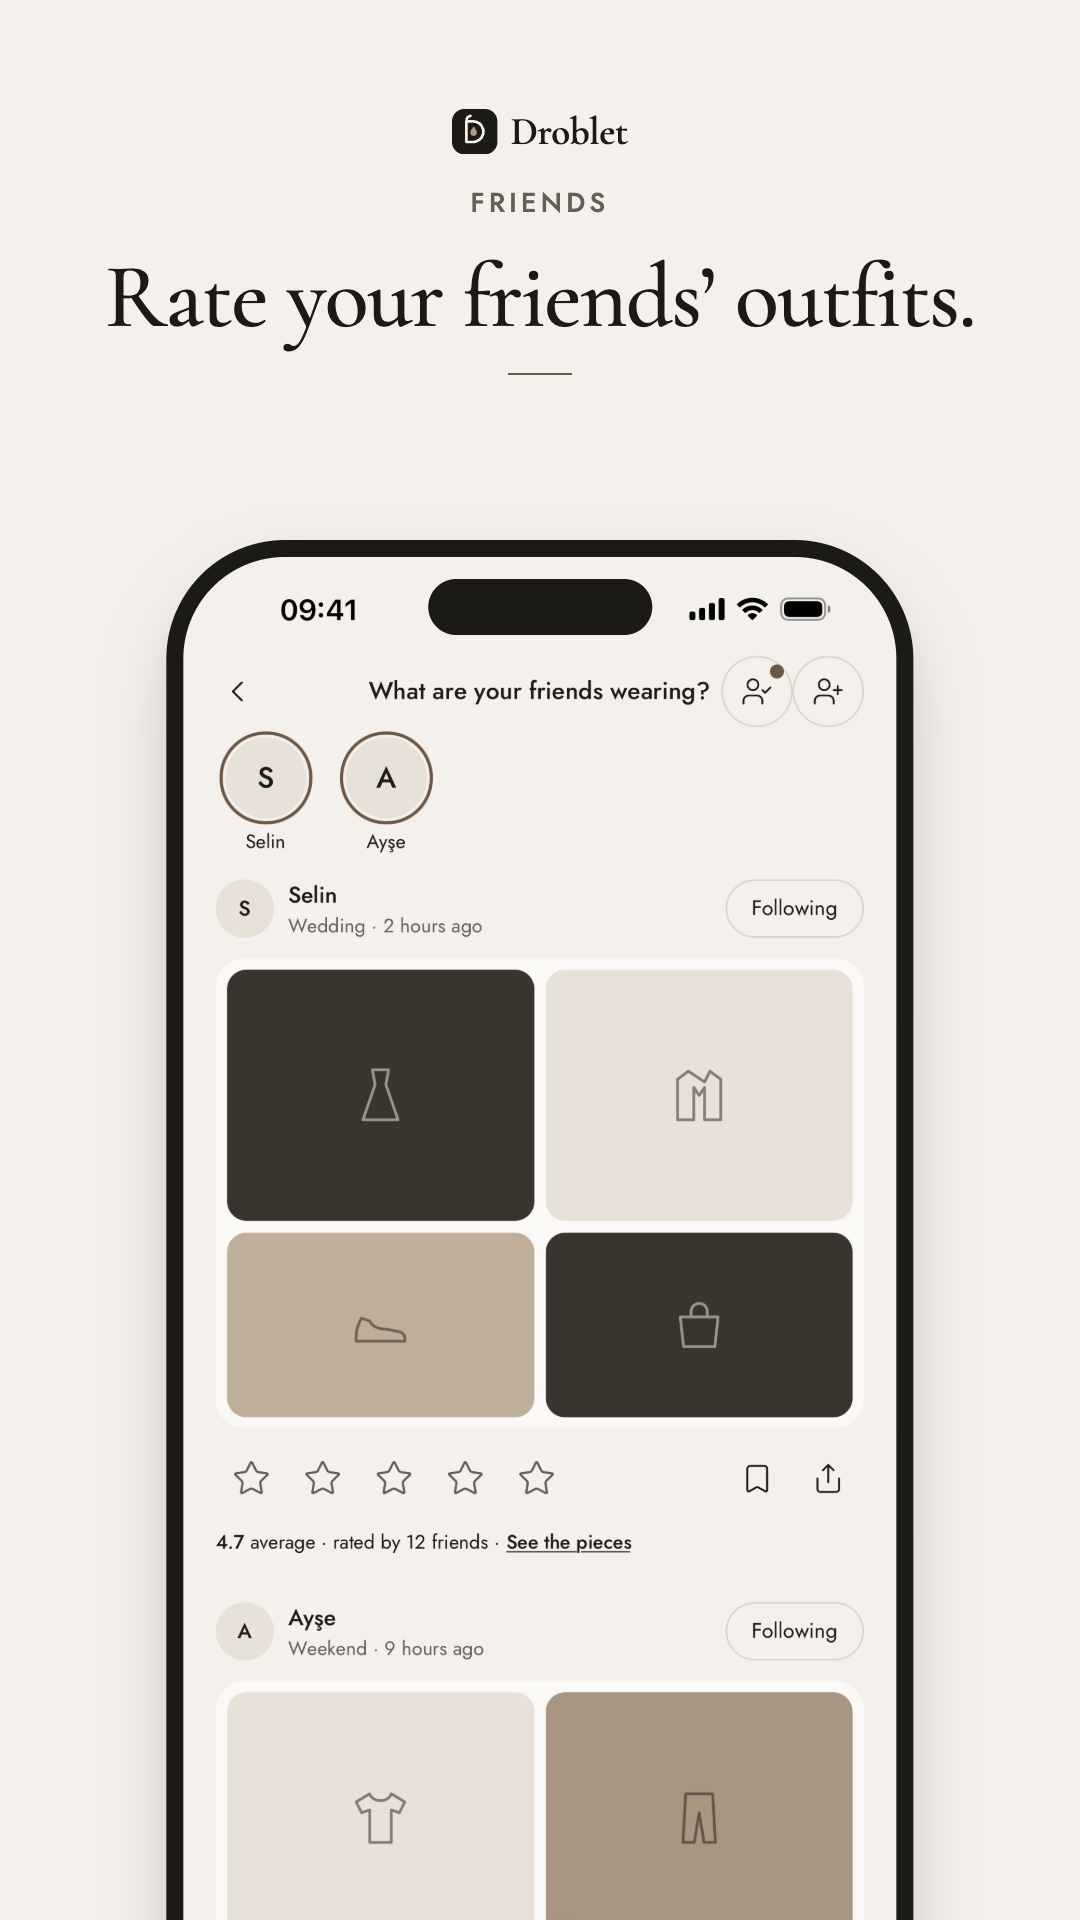 Droblet
FRIENDS
Rate your friends’ outfits.
09:41
What are your friends wearing?
S
A
Selin
Ayşe
S
Selin
Wedding · 2 hours ago
Following
4.7 average · rated by 12 friends · See the pieces
A
Ayşe
Weekend · 9 hours ago
Following